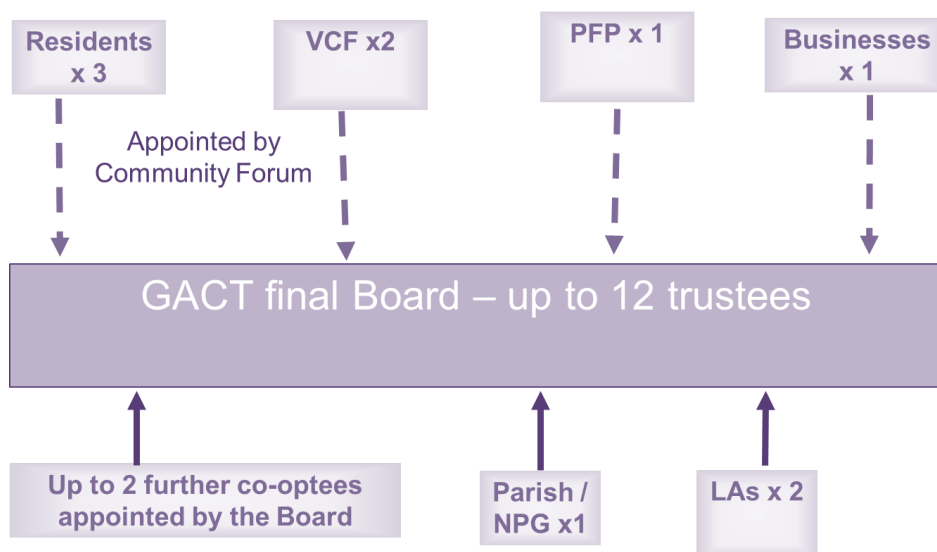 Residents
x 3
VCF x2
PFP x 1
Businesses
x 1
Appointed by
Community Forum
GACT final Board – up to 12 trustees
Up to 2 further co-optees
appointed by the Board
Parish /
NPG x1
LAs x 2